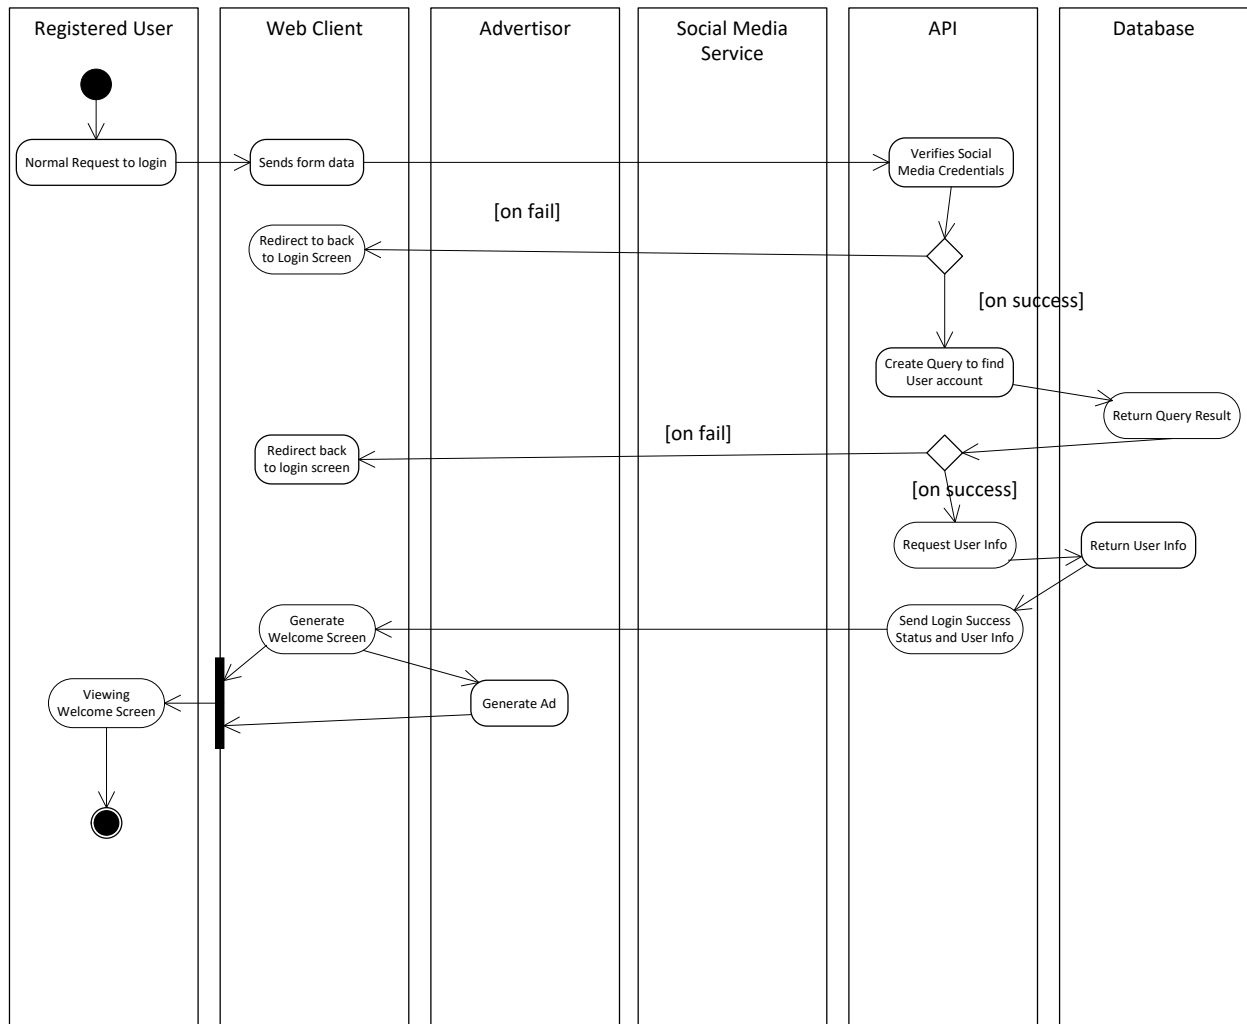 Registered User
Web Client
Advertisor
Social Media
Service
API
Database
Normal Request to login
Sends form data
Verifies Social
Media Credentials
[on fail]
Redirect to back
to Login Screen
[on success]
Create Query to find
User account
Return Query Result
[on fail]
Redirect back
to login screen
[on success]
Request User Info
Return User Info
Generate
Welcome Screen
Send Login Success
Status and User Info
Viewing
Welcome Screen
Generate Ad